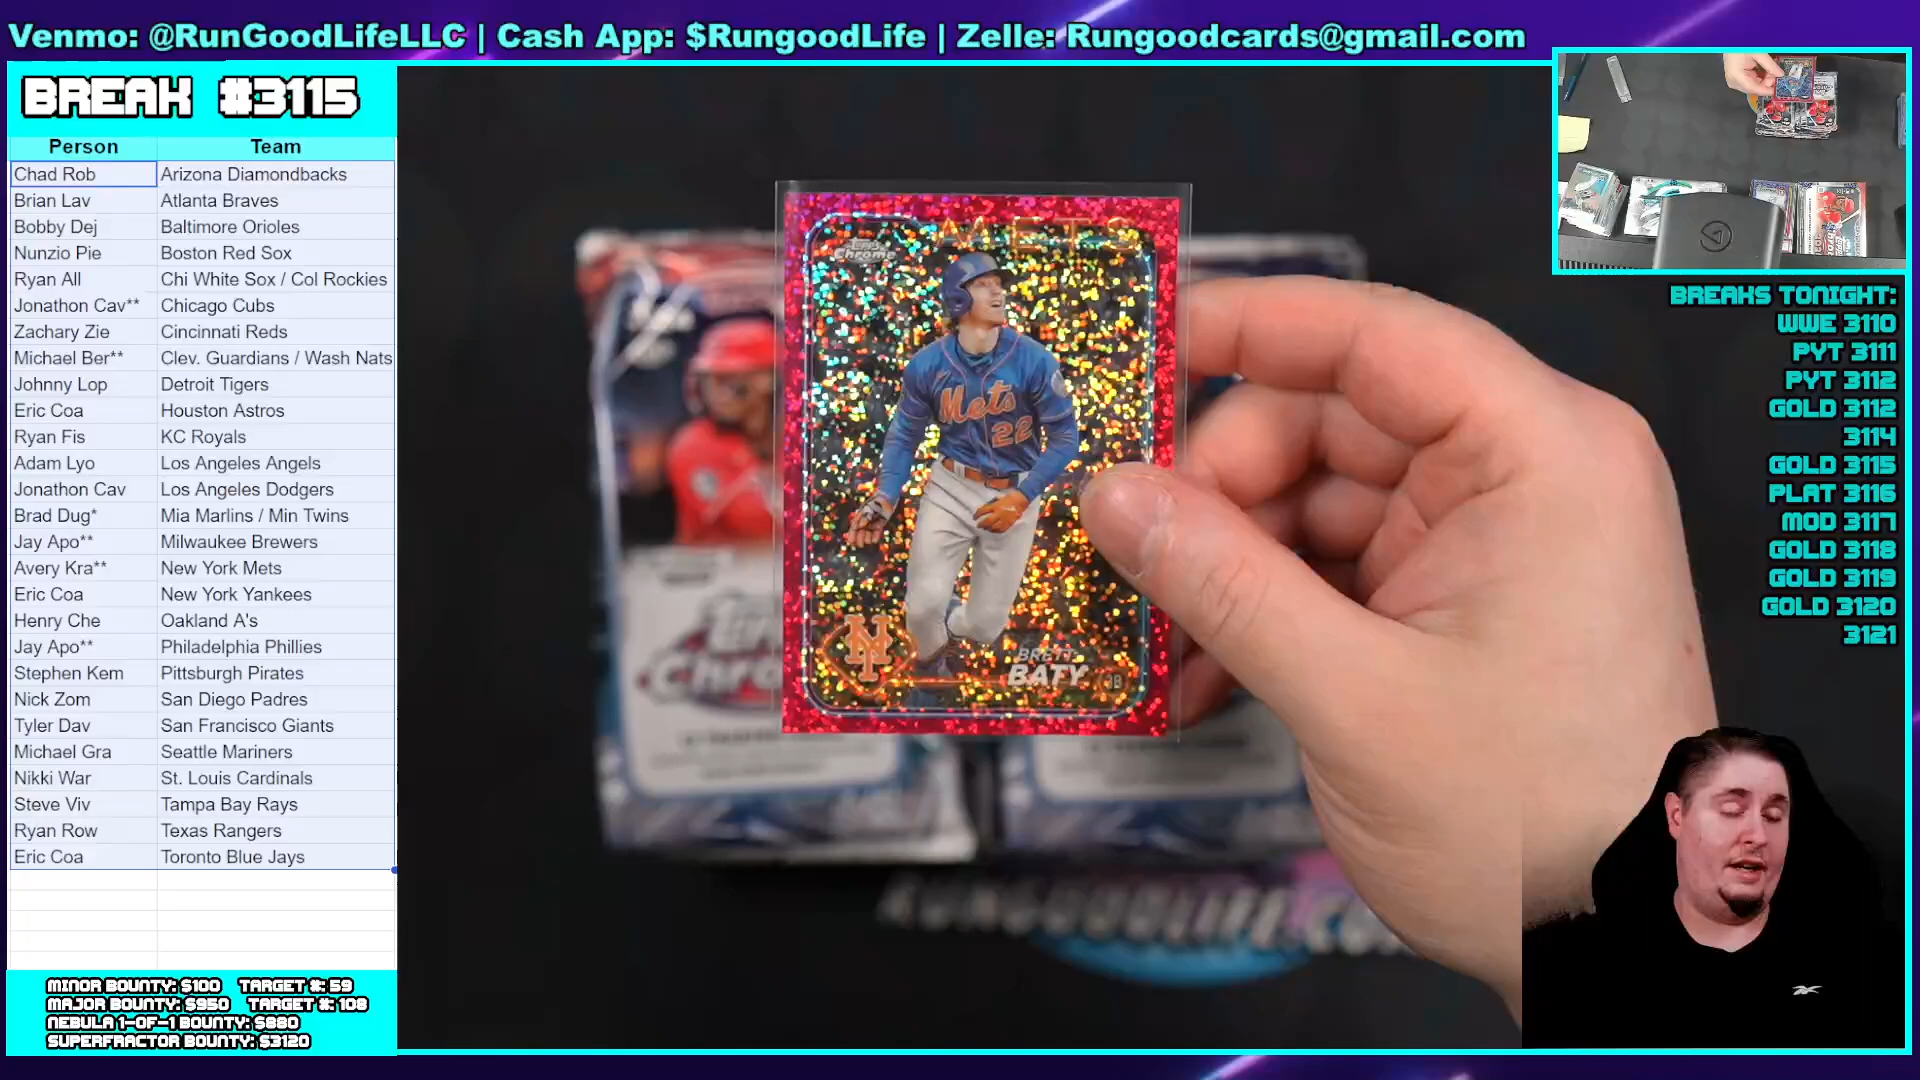 Venmo: @RunGoodLifeLLC | Cash App: $RungoodLife | Zelle: Rungoodcards@gmail.com
BREAK #3115
Person Team
Chad Rob Arizona Diamondbacks
Brian Lav Atlanta Braves
Bobby Dej Baltimore Orioles
Nunzio Pie Boston Red Sox
Ryan All Chi White Sox / Col Rockies
Jonathon Cav** Chicago Cubs
Zachary Zie Cincinnati Reds
Michael Ber** Clev. Guardians / Wash Nats
Johnny Lop Detroit Tigers
Eric Coa Houston Astros
Ryan Fis KC Royals
Adam Lyo Los Angeles Angels
Jonathon Cav Los Angeles Dodgers
Brad Dug* Mia Marlins / Min Twins
Jay Apo** Milwaukee Brewers
Avery Kra** New York Mets
Eric Coa New York Yankees
Henry Che Oakland A's
Jay Apo** Philadelphia Phillies
Stephen Kem Pittsburgh Pirates
Nick Zom San Diego Padres
Tyler Dav San Francisco Giants
Michael Gra Seattle Mariners
Nikki War St. Louis Cardinals
Steve Viv Tampa Bay Rays
Ryan Row Texas Rangers
Eric Coa Toronto Blue Jays
MINOR BOUNTY: $100 TARGET #: 59
MAJOR BOUNTY: $950 TARGET #: 108
NEBULA 1-OF-1 BOUNTY: $880
SUPERFRACTOR BOUNTY: $3120
METS
Topps
Chrome
Mets
22
NY
BRETT
BATY
3B
RUNGOODLIFE.CO
BREAKS TONIGHT:
WWE 3110
PYT 3111
PYT 3112
GOLD 3112
3114
GOLD 3115
PLAT 3116
MOD 3117
GOLD 3118
GOLD 3119
GOLD 3120
3121